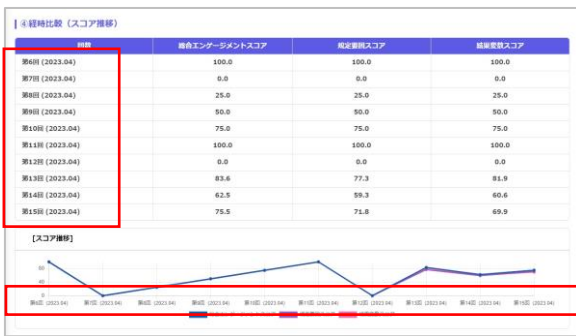 ④経時比較（スコア推移）
回数 総合エンゲージメントスコア 規定要因スコア 結果変数スコア
第6回 (2023.04) 100.0 100.0 100.0
第7回 (2023.04) 0.0 0.0 0.0
第8回 (2023.04) 25.0 25.0 25.0
第9回 (2023.04) 50.0 50.0 50.0
第10回 (2023.04) 75.0 75.0 75.0
第11回 (2023.04) 100.0 100.0 100.0
第12回 (2023.04) 0.0 0.0 0.0
第13回 (2023.04) 83.6 77.3 81.9
第14回 (2023.04) 62.5 59.3 60.6
第15回 (2023.04) 75.5 71.8 69.9
[スコア推移]
80
40
0
第6回 (2023.04) 第7回 (2023.04) 第8回 (2023.04) 第9回 (2023.04) 第10回 (2023.04) 第11回 (2023.04) 第12回 (2023.04) 第13回 (2023.04) 第14回 (2023.04) 第15回 (2023.04)